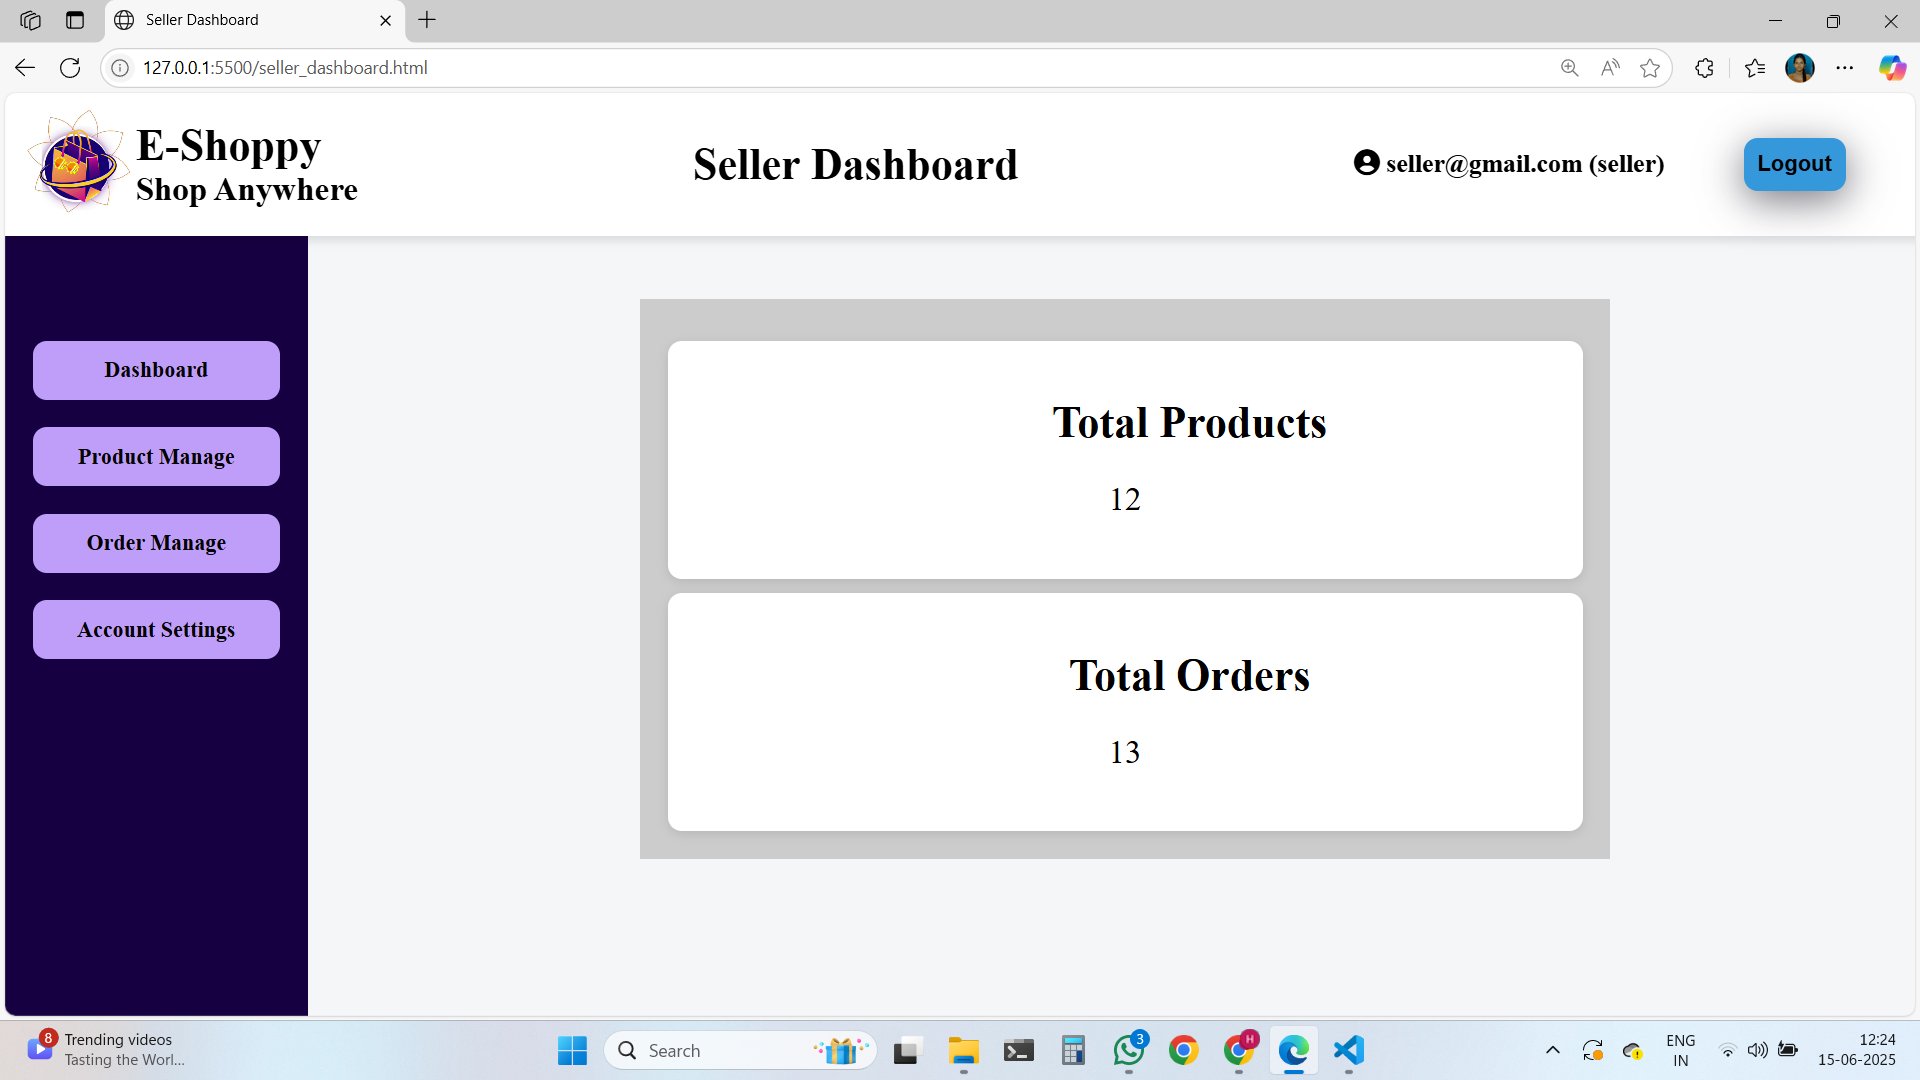 Seller Dashboard
127.0.0.1:5500/seller_dashboard.html
E-Shoppy
Shop Anywhere
Seller Dashboard
seller@gmail.com (seller)
Logout
Dashboard
Product Manage
Order Manage
Account Settings
Total Products
12
Total Orders
13
8
Trending videos
Tasting the Worl...
Search
3
H
ENG
IN
12:24
15-06-2025